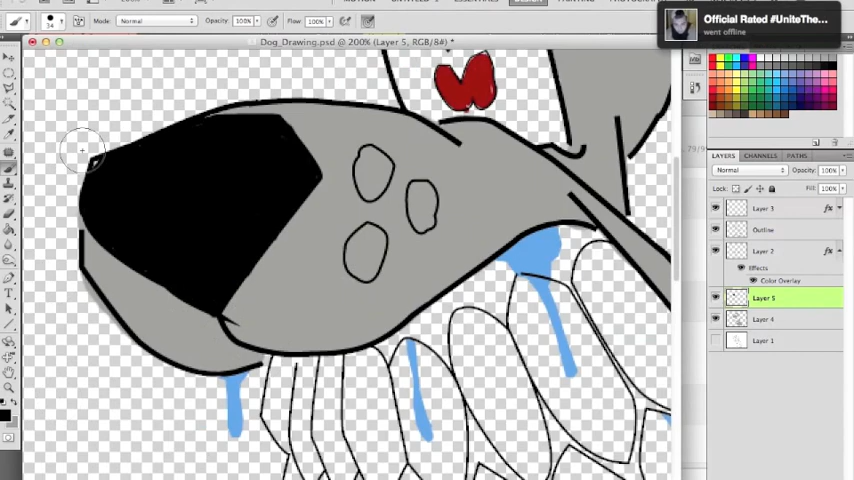 34
Mode: Normal
Opacity: 100%
Flow: 100%
Official Rated #UniteThe...
went offline
Dog_Drawing.psd @ 200% (Layer 5, RGB/8#) *
LAYERS CHANNELS PATHS
Normal
Opacity: 100%
Lock:
Fill: 100%
Layer 3 fx
Outline
Layer 2 fx
Effects
Color Overlay
Layer 5
Layer 4
Layer 1